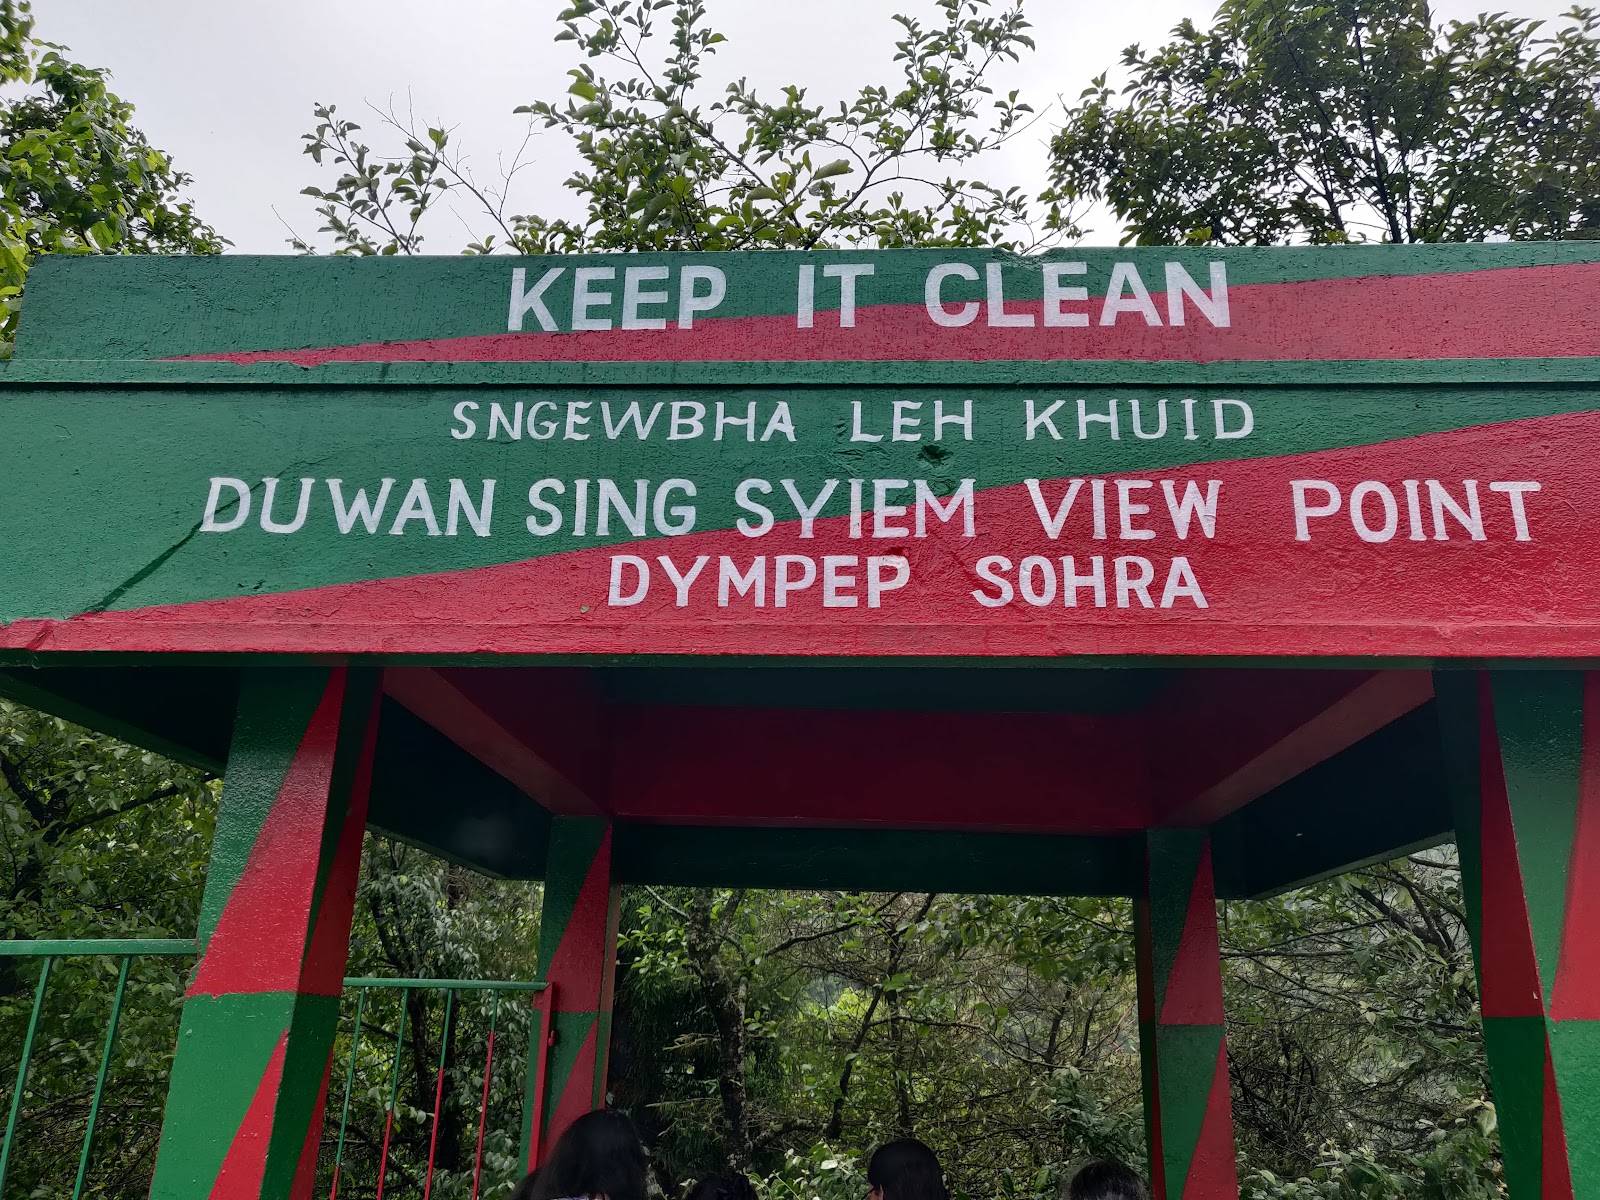 KEEP IT CLEAN
SNGEWBHA LEH KHUID
DUWAN SING SYIEM VIEW POINT
DYMPEP SOHRA